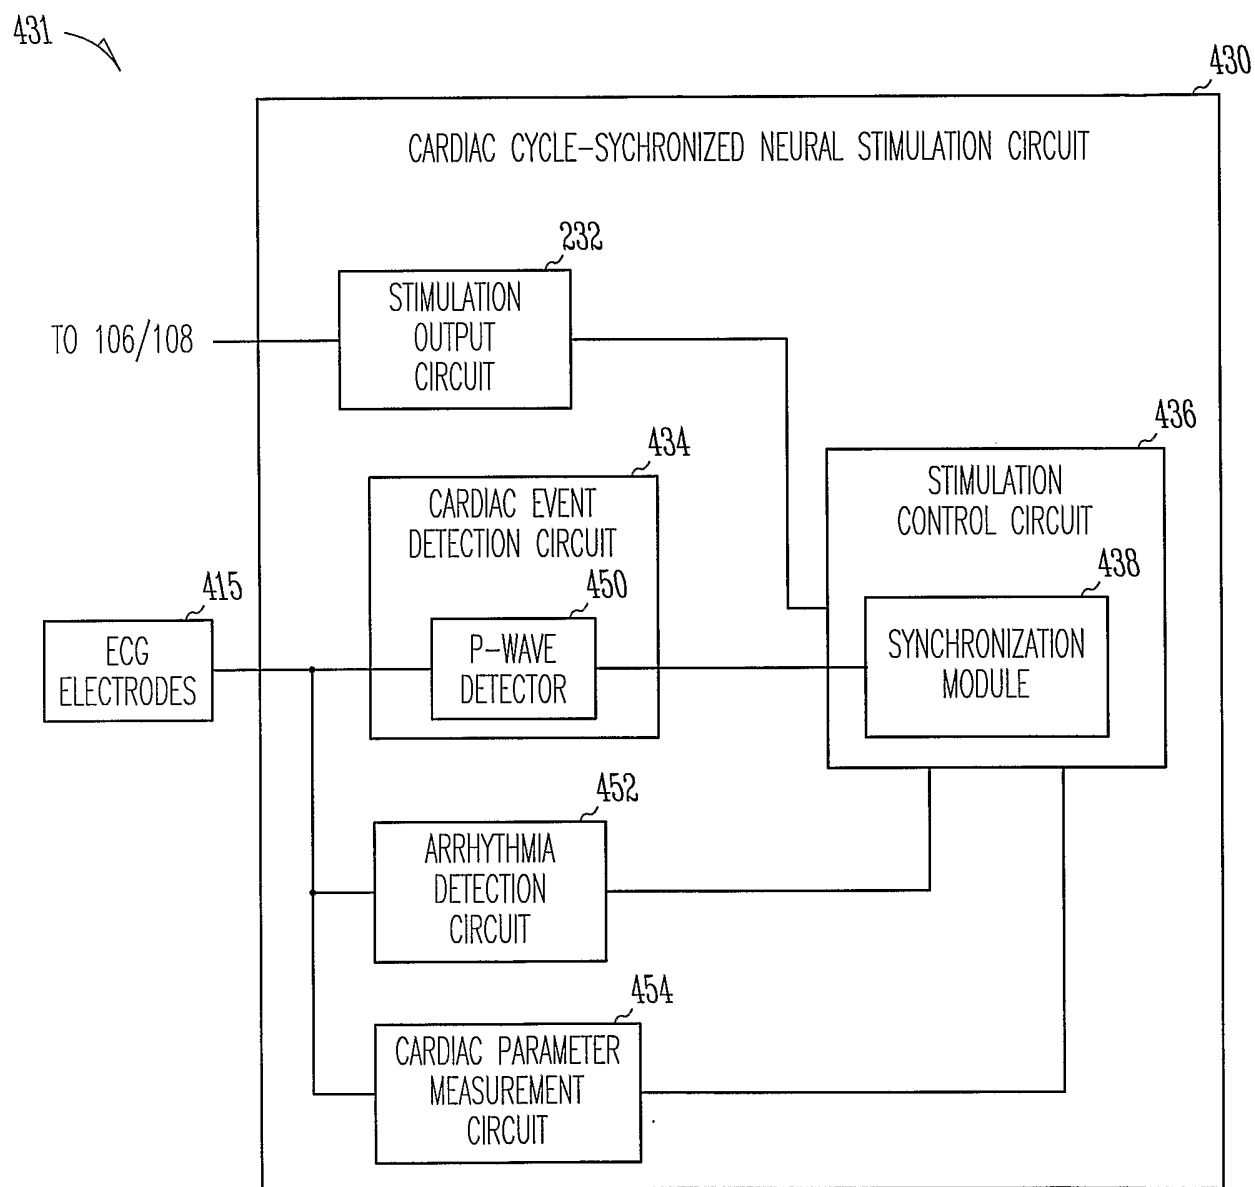 431
430
CARDIAC CYCLE-SYCHRONIZED NEURAL STIMULATION CIRCUIT
232
STIMULATION
OUTPUT
CIRCUIT
TO 106/108
434
CARDIAC EVENT
DETECTION CIRCUIT
436
STIMULATION
CONTROL CIRCUIT
415
ECG
ELECTRODES
450
P-WAVE
DETECTOR
438
SYNCHRONIZATION
MODULE
452
ARRHYTHMIA
DETECTION
CIRCUIT
454
CARDIAC PARAMETER
MEASUREMENT
CIRCUIT